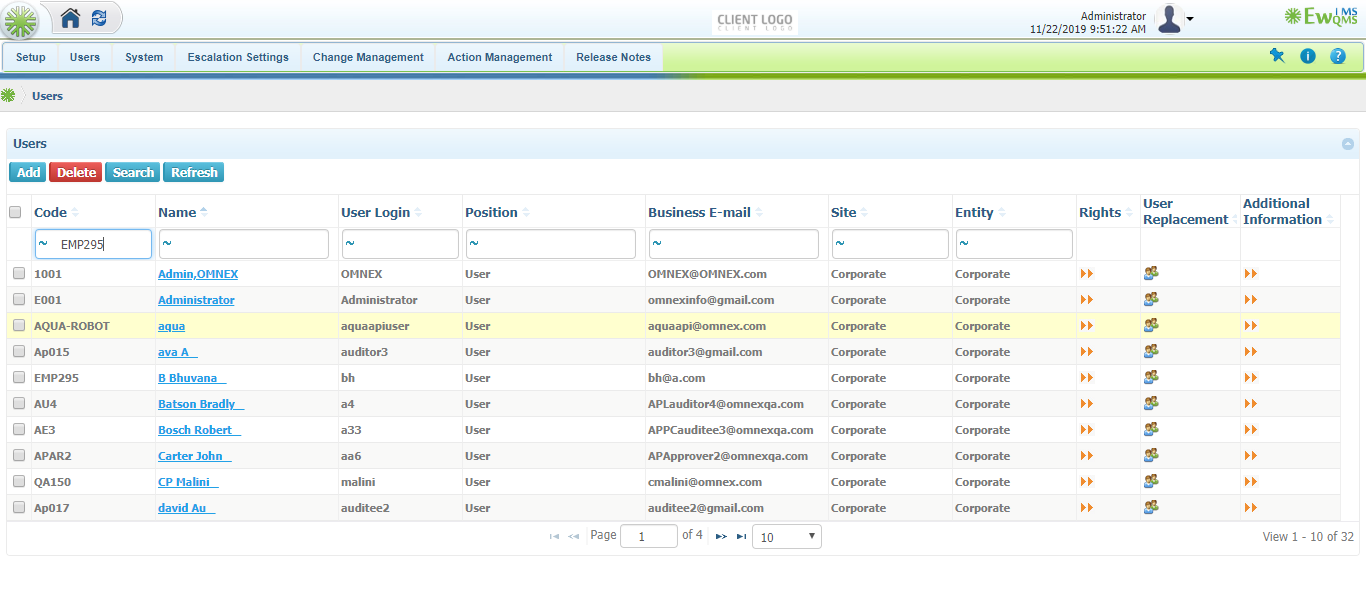 CLIENT LOGO
CLIENT LOGO
Administrator
11/22/2019 9:51:22 AM
EwQMS
iMS
Setup Users System Escalation Settings Change Management Action Management Release Notes
Users
Users
Add Delete Search Refresh
Code Name User Login Position Business E-mail Site Entity Rights User Replacement Additional Information
~ EMP295 ~ ~ ~ ~ ~ ~
1001 Admin,OMNEX OMNEX User OMNEX@OMNEX.com Corporate Corporate
E001 Administrator Administrator User omnexinfo@gmail.com Corporate Corporate
AQUA-ROBOT aqua aquaapiuser User aquaapi@omnex.com Corporate Corporate
Ap015 ava A auditor3 User auditor3@gmail.com Corporate Corporate
EMP295 B Bhuvana bh User bh@a.com Corporate Corporate
AU4 Batson Bradly a4 User APLauditor4@omnexqa.com Corporate Corporate
AE3 Bosch Robert a33 User APPCauditee3@omnexqa.com Corporate Corporate
APAR2 Carter John aa6 User APApprover2@omnexqa.com Corporate Corporate
QA150 CP Malini malini User cmalini@omnex.com Corporate Corporate
Ap017 david Au auditee2 User auditee2@gmail.com Corporate Corporate
Page 1 of 4 10 View 1 - 10 of 32